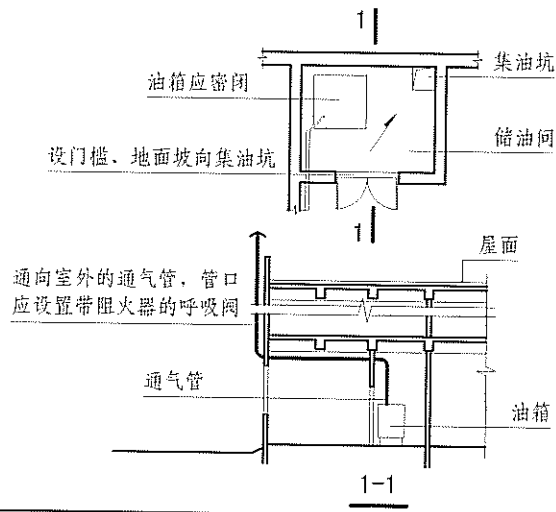 1
集油坑
油箱应密闭
储油间
设门槛、地面坡向集油坑
1
屋面
通向室外的通气管，管口
应设置带阻火器的呼吸阀
通气管
油箱
1-1